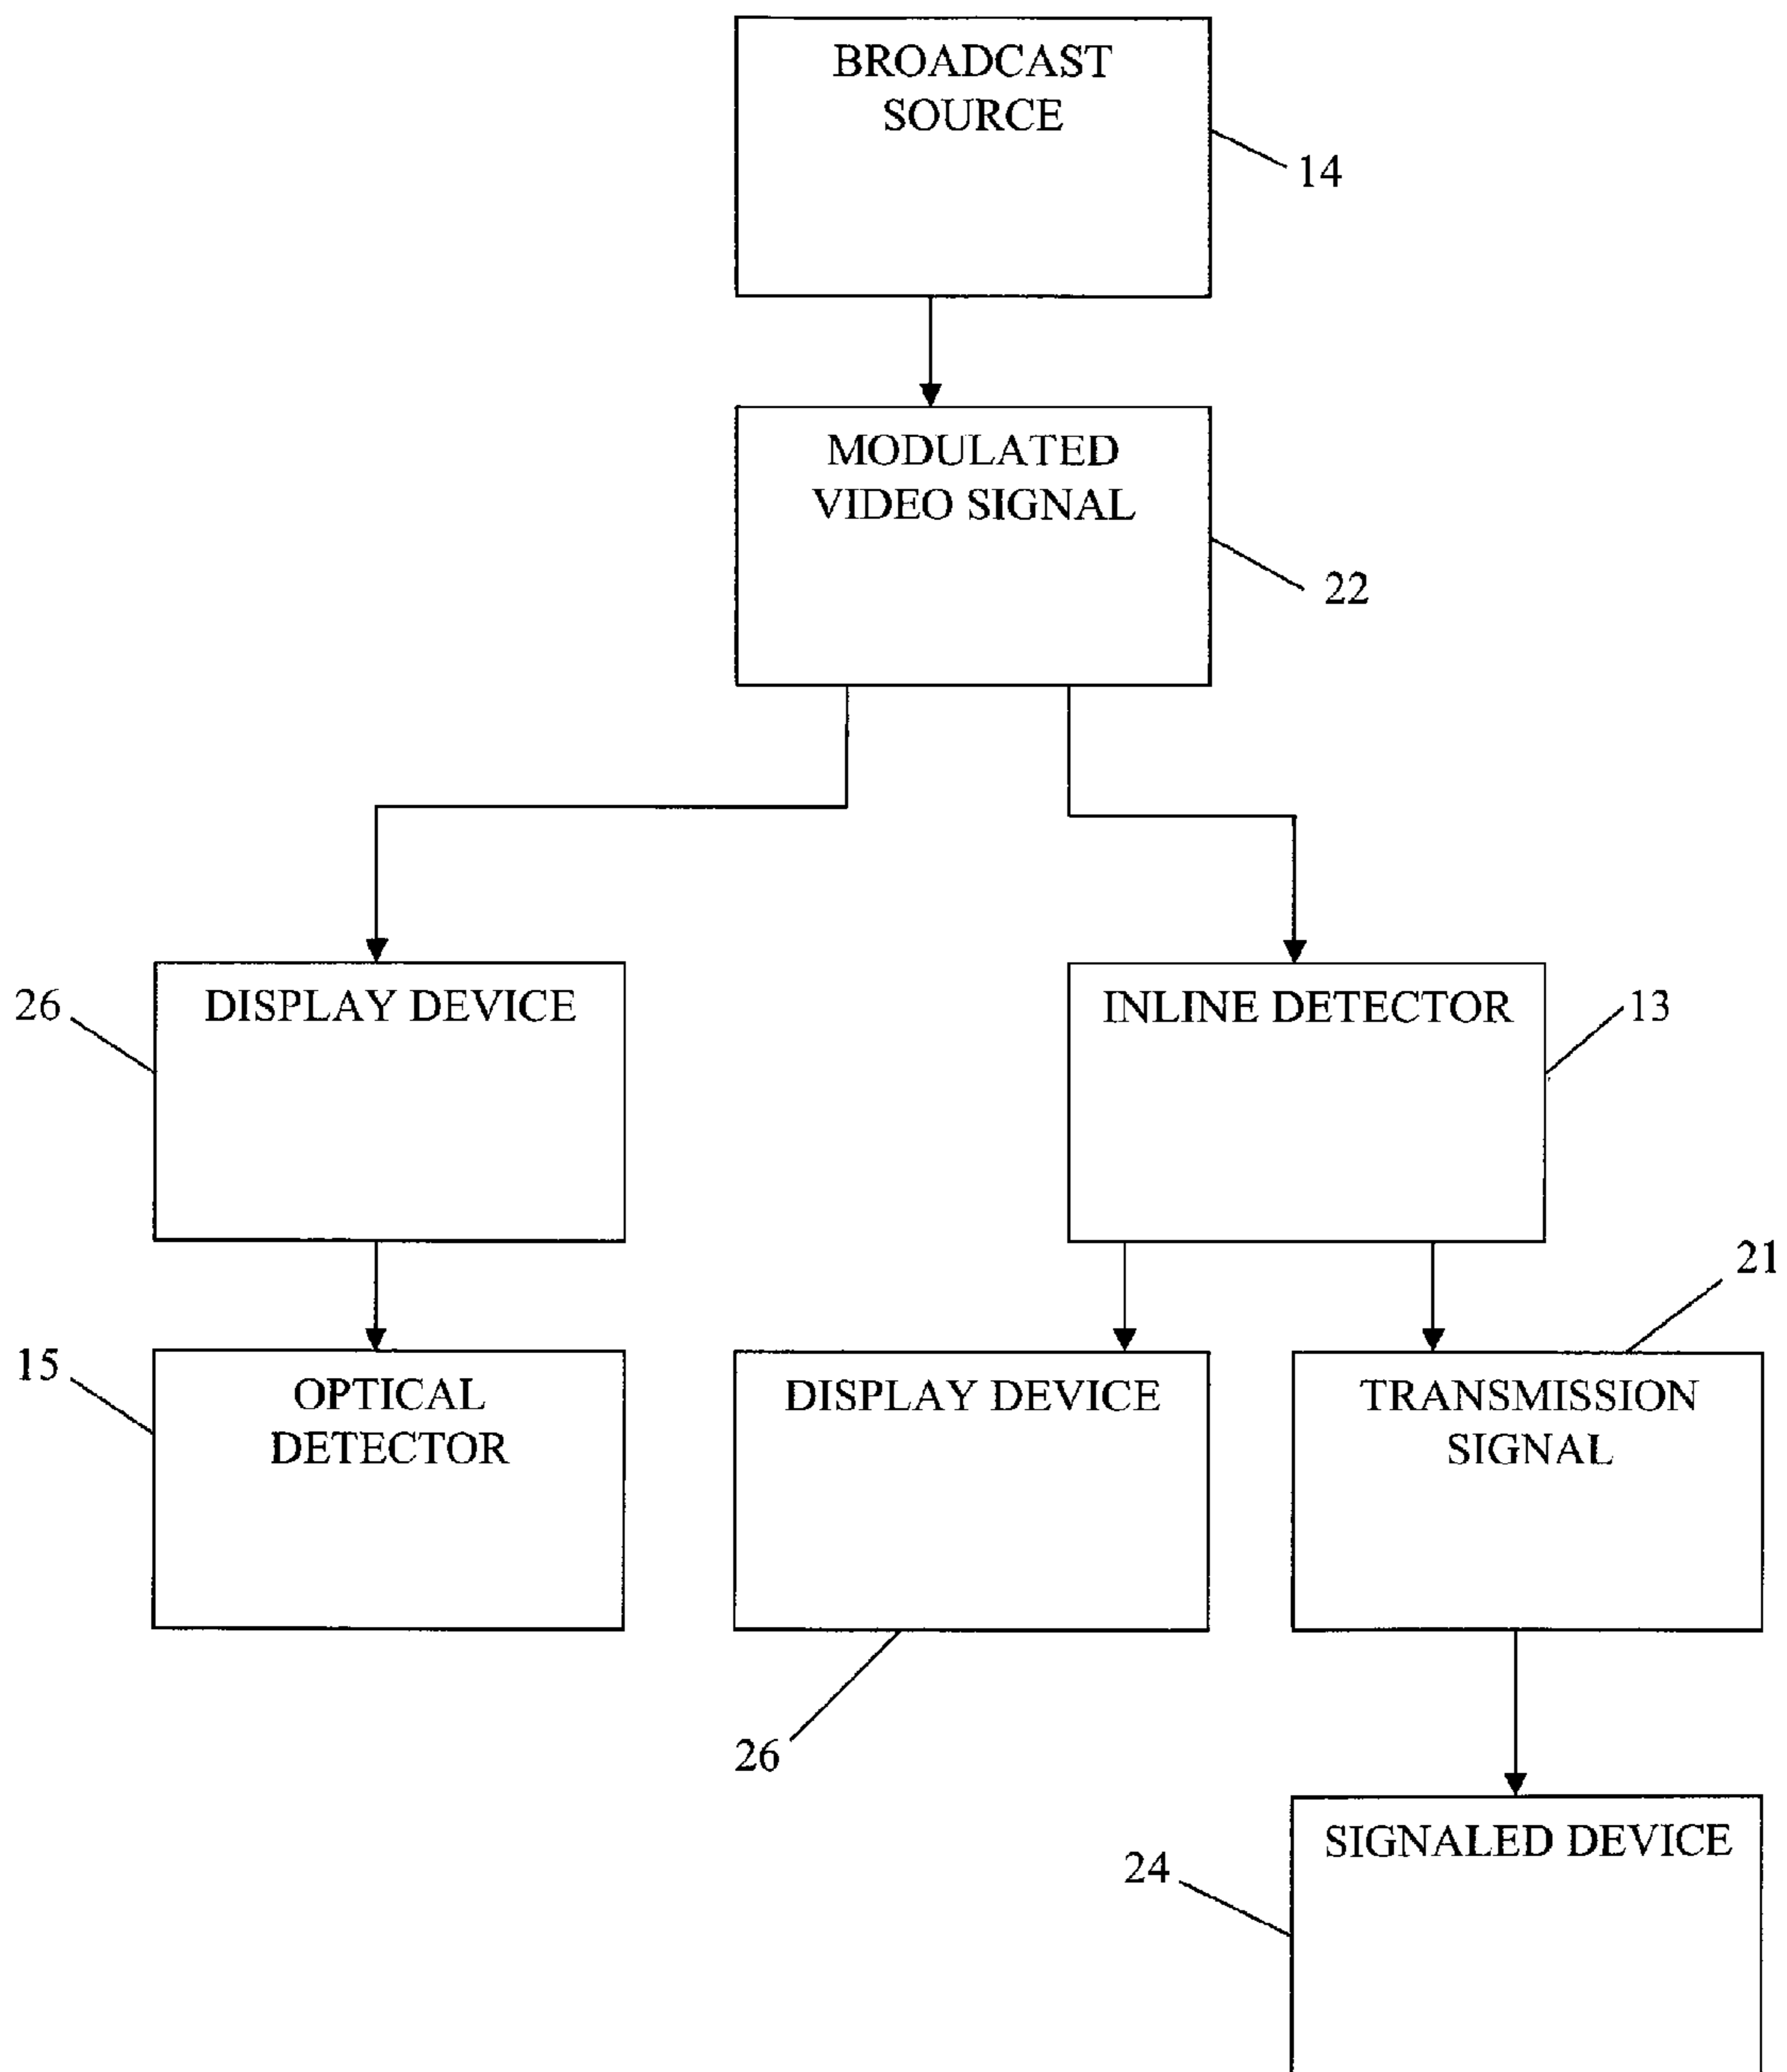 BROADCAST
SOURCE
14
MODULATED
VIDEO SIGNAL
22
26
DISPLAY DEVICE
INLINE DETECTOR
13
21
15
OPTICAL
DETECTOR
DISPLAY DEVICE
TRANSMISSION
SIGNAL
26
SIGNALED DEVICE
24